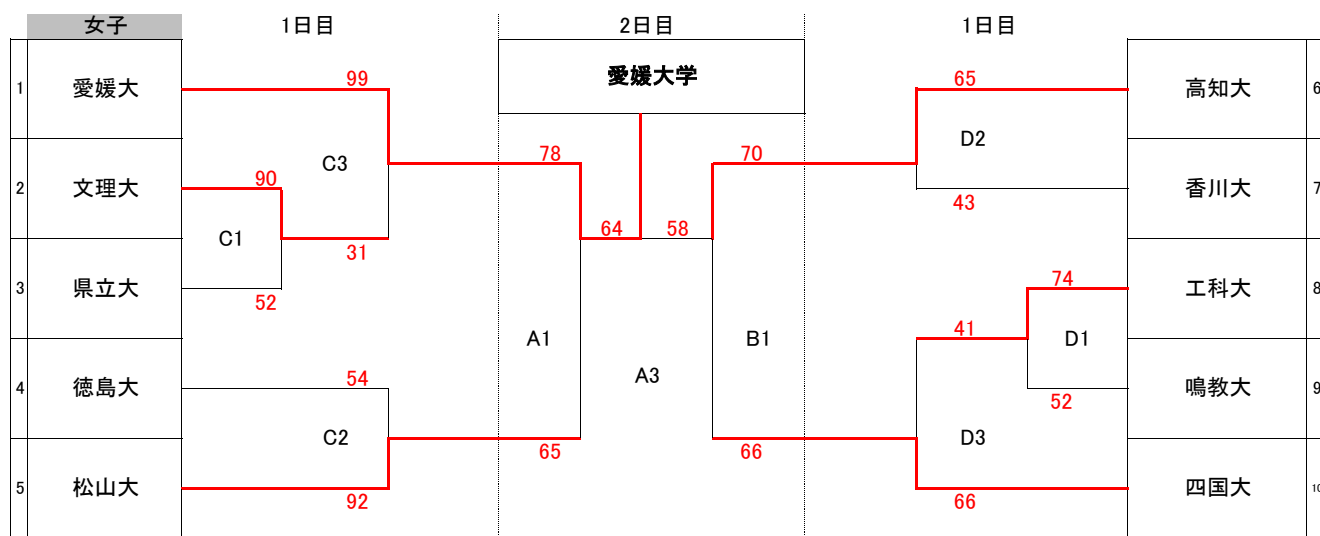 女子 1日目 2日目 1日目
愛媛大学
1 愛媛大 99 65 高知大 6
C3 78 70 D2
2 文理大 90 43 香川大 7
C1 31 64 58
3 県立大 52 74 工科大 8
A1 B1 41 D1
A3
4 徳島大 54 52 鳴教大 9
C2 65 66 D3
5 松山大 92 66 四国大 10